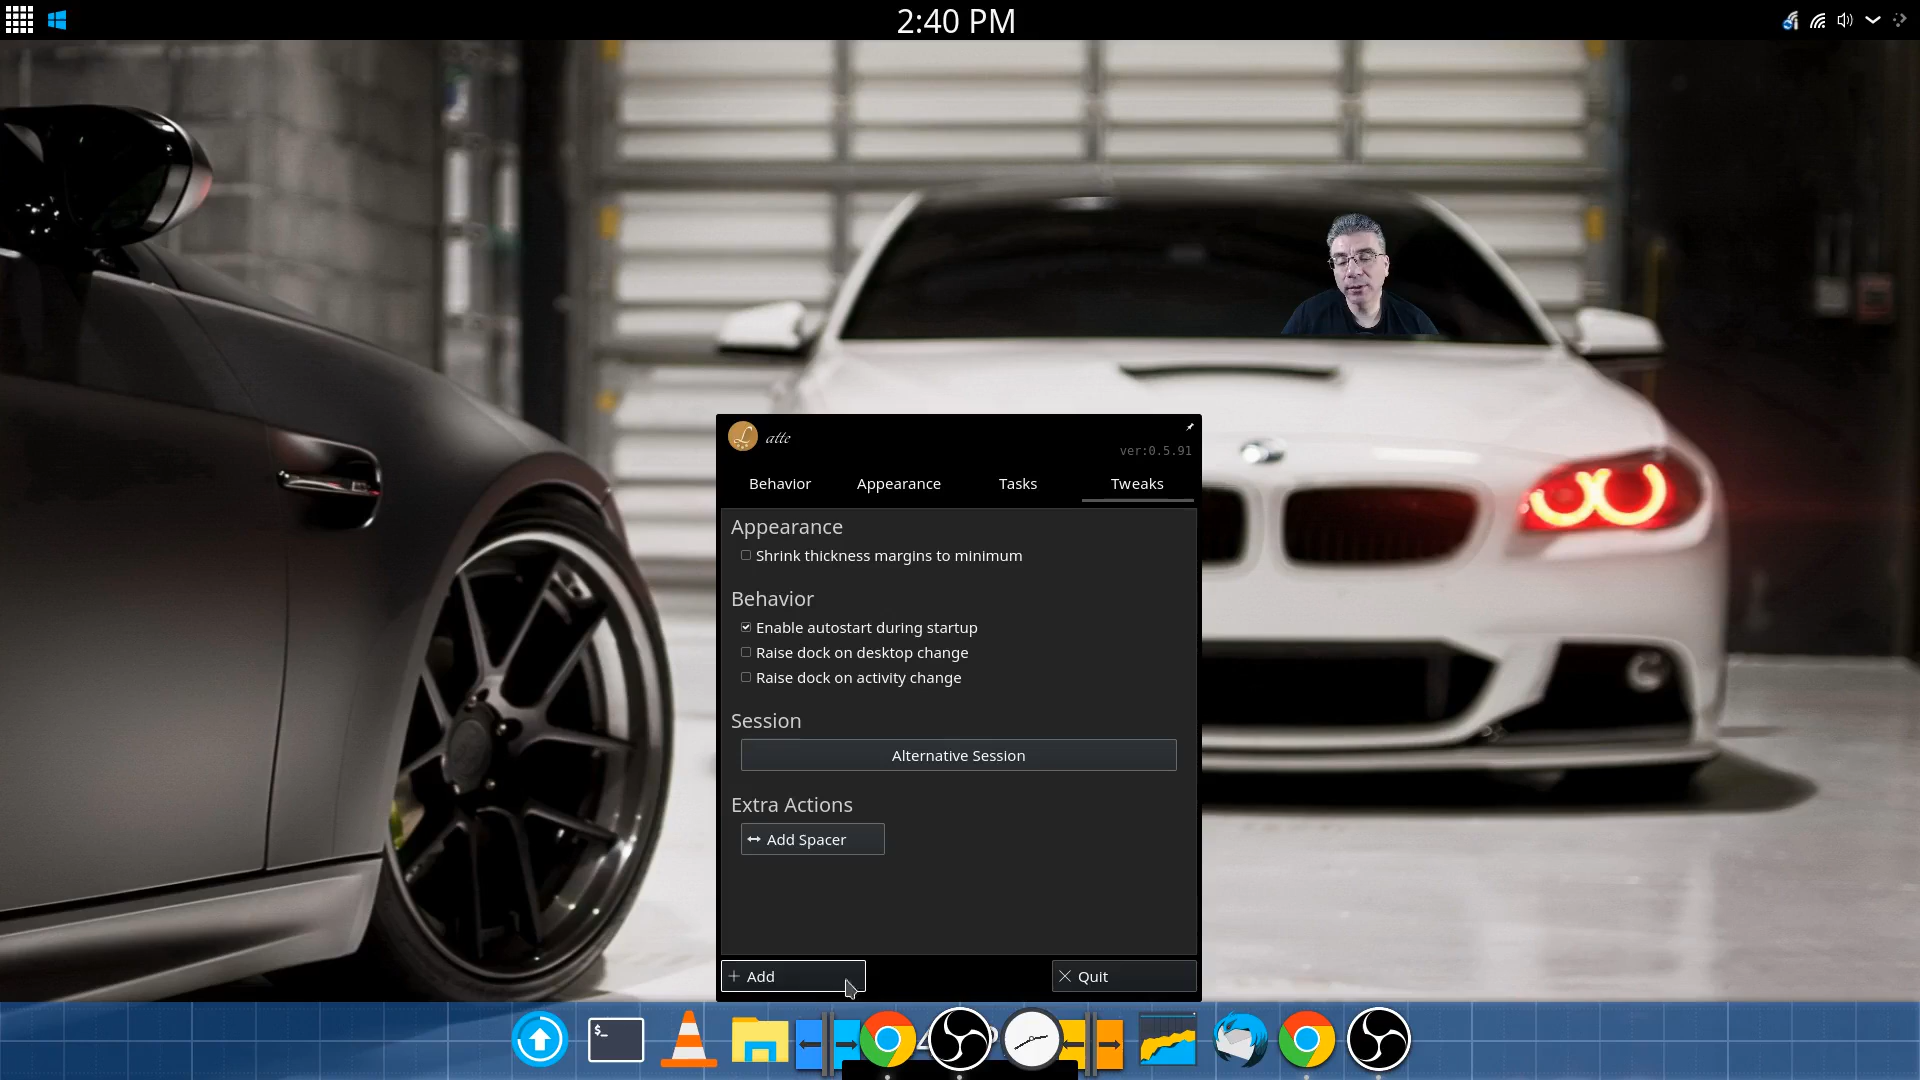 2:40 PM
Latte
ver:0.5.91
Behavior Appearance Tasks Tweaks
Appearance
Shrink thickness margins to minimum
Behavior
Enable autostart during startup
Raise dock on desktop change
Raise dock on activity change
Session
Alternative Session
Extra Actions
Add Spacer
Add
Quit
$_